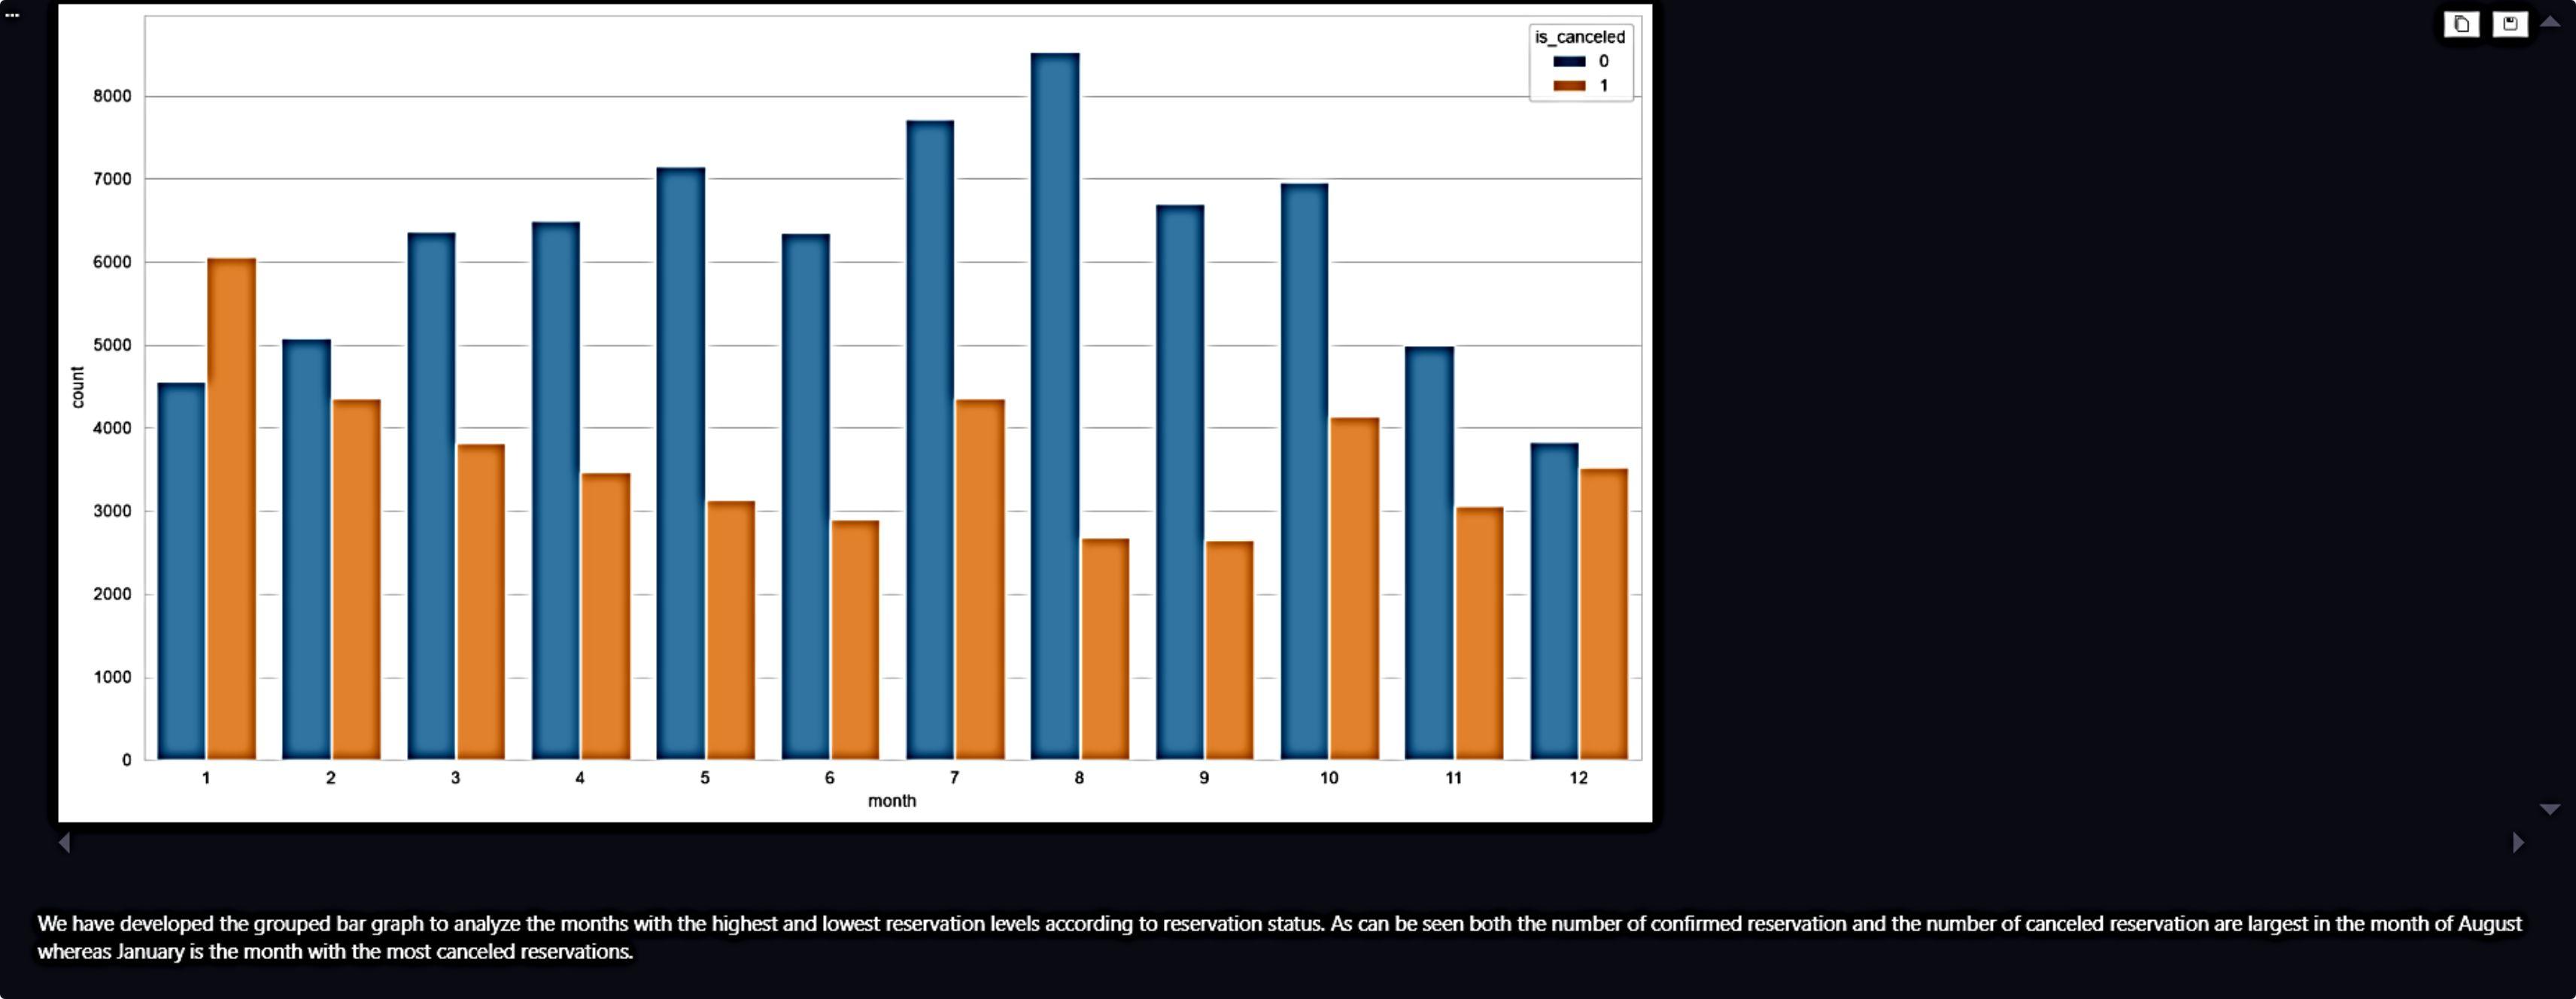 is_canceled
0
1
8000
7000
6000
5000
4000
3000
2000
1000
0
count
1 2 3 4 5 6 7 8 9 10 11 12
month
We have developed the grouped bar graph to analyze the months with the highest and lowest reservation levels according to reservation status. As can be seen both the number of confirmed reservation and the number of canceled reservation are largest in the month of August
whereas January is the month with the most canceled reservations.